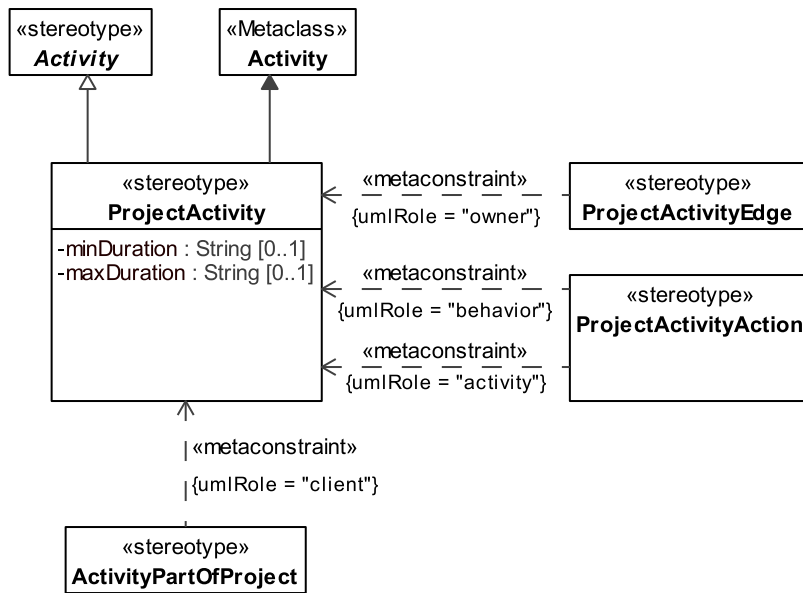 «stereotype»
Activity
«Metaclass»
Activity
«stereotype»
ProjectActivity
-minDuration : String [0..1]
-maxDuration : String [0..1]
«metaconstraint»
{umlRole = "owner"}
«stereotype»
ProjectActivityEdge
«metaconstraint»
{umlRole = "behavior"}
«stereotype»
ProjectActivityAction
«metaconstraint»
{umlRole = "activity"}
«metaconstraint»
{umlRole = "client"}
«stereotype»
ActivityPartOfProject